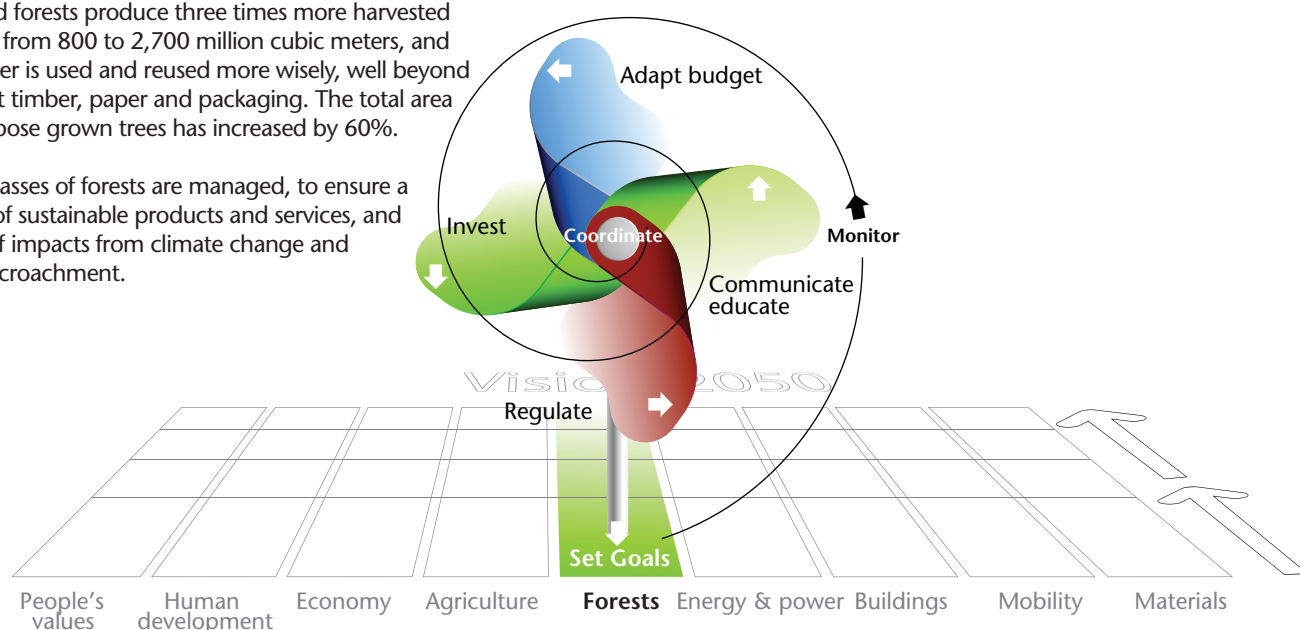 d forests produce three times more harvested
from 800 to 2,700 million cubic meters, and
er is used and reused more wisely, well beyond
t timber, paper and packaging. The total area
pose grown trees has increased by 60%.
asses of forests are managed, to ensure a
of sustainable products and services, and
f impacts from climate change and
croachment.
Adapt budget
Invest
Coordinate
Monitor
Communicate
educate
Regulate
2050
Set Goals
People's
values
Human
development
Economy
Agriculture
Forests
Energy & power
Buildings
Mobility
Materials